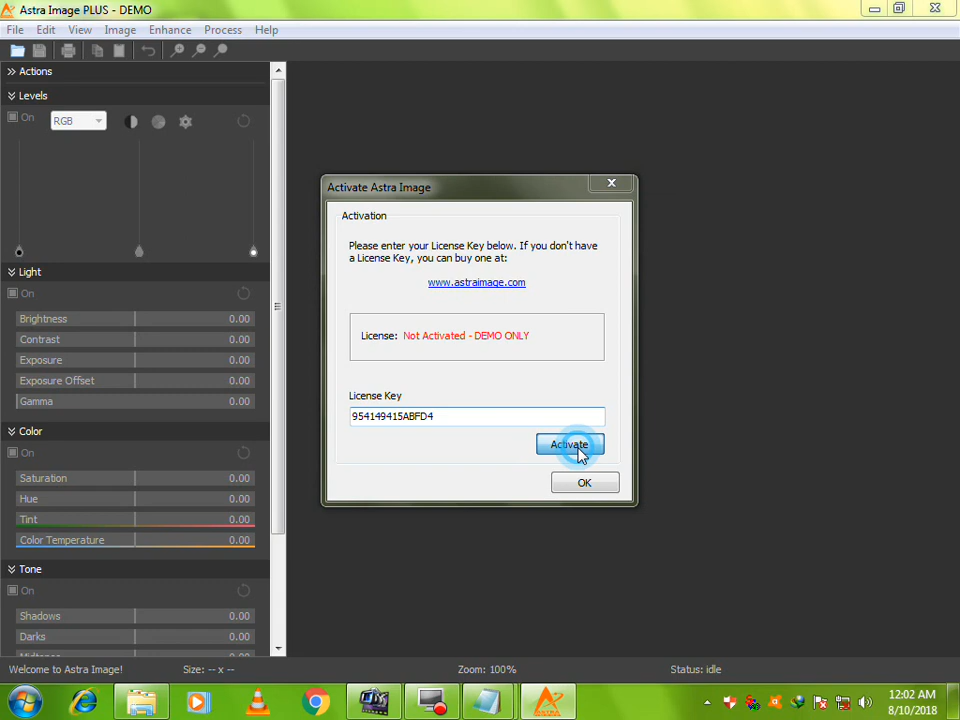 Astra Image PLUS - DEMO
File Edit View Image Enhance Process Help
Actions
Levels
On RGB
Light
On
Brightness 0.00
Contrast 0.00
Exposure 0.00
Exposure Offset 0.00
Gamma 0.00
Color
On
Saturation 0.00
Hue 0.00
Tint 0.00
Color Temperature 0.00
Tone
On
Shadows 0.00
Darks 0.00
Midtones 0.00
Activate Astra Image
Activation
Please enter your License Key below. If you don't have
a License Key, you can buy one at:
www.astraimage.com
License: Not Activated - DEMO ONLY
License Key
954149415ABFD4
Activate
OK
Welcome to Astra Image! Size: -- x -- Zoom: 100% Status: idle
ASTRA
12:02 AM
8/10/2018